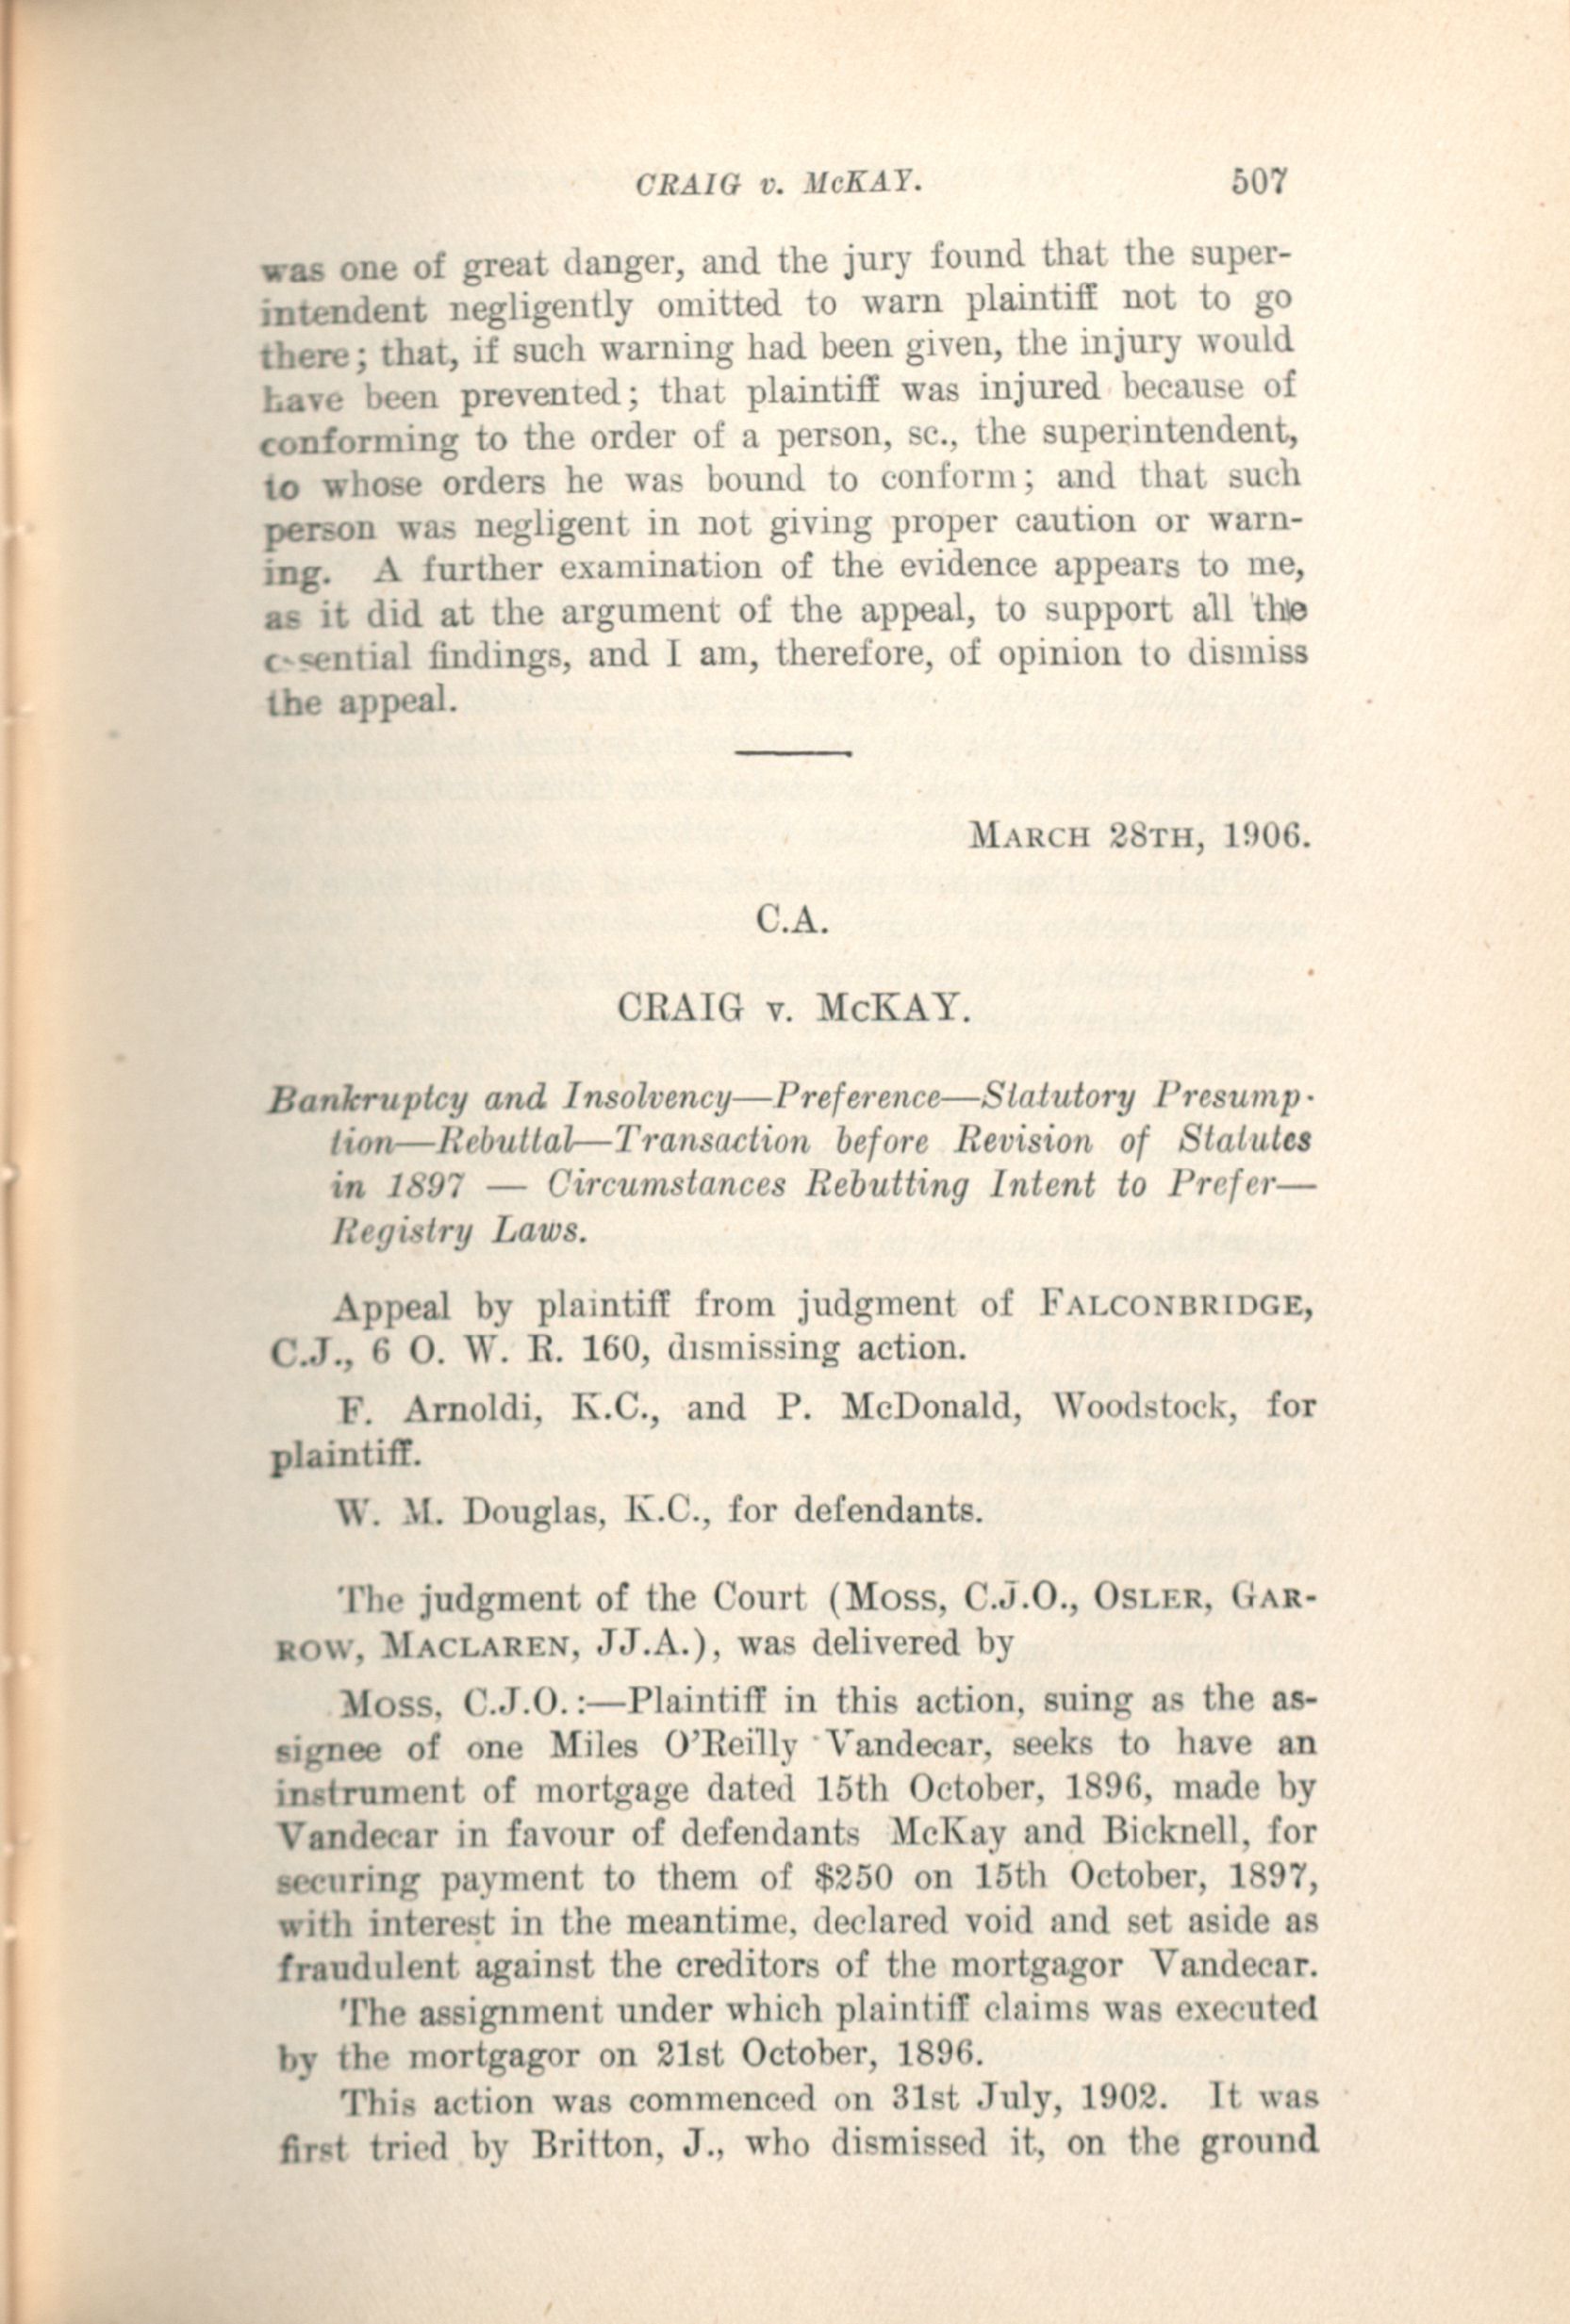 CRAIG v. McKAY. 507
was one of great danger, and the jury found that the super-
intendent negligently omitted to warn plaintiff not to go
there; that, if such warning had been given, the injury would
have been prevented; that plaintiff was injured because of
conforming to the order of a person, sc., the superintendent,
to whose orders he was bound to conform; and that such
person was negligent in not giving proper caution or warn-
ing. A further examination of the evidence appears to me,
as it did at the argument of the appeal, to support all the
essential findings, and I am, therefore, of opinion to dismiss
the appeal.
MARCH 28TH, 1906.
C.A.
CRAIG v. McKAY.
Bankruptcy and Insolvency—Preference—Statutory Presump-
tion—Rebuttal—Transaction before Revision of Statutes
in 1897 — Circumstances Rebutting Intent to Prefer—
Registry Laws.
Appeal by plaintiff from judgment of FALCONBRIDGE,
C.J., 6 O. W. R. 160, dismissing action.
F. Arnoldi, K.C., and P. McDonald, Woodstock, for
plaintiff.
W. M. Douglas, K.C., for defendants.
The judgment of the Court (MOSS, C.J.O., OSLER, GAR-
ROW, MACLAREN, JJ.A.), was delivered by
MOSS, C.J.O.:—Plaintiff in this action, suing as the as-
signee of one Miles O'Reilly Vandecar, seeks to have an
instrument of mortgage dated 15th October, 1896, made by
Vandecar in favour of defendants McKay and Bicknell, for
securing payment to them of $250 on 15th October, 1897,
with interest in the meantime, declared void and set aside as
fraudulent against the creditors of the mortgagor Vandecar.
The assignment under which plaintiff claims was executed
by the mortgagor on 21st October, 1896.
This action was commenced on 31st July, 1902. It was
first tried by Britton, J., who dismissed it, on the ground